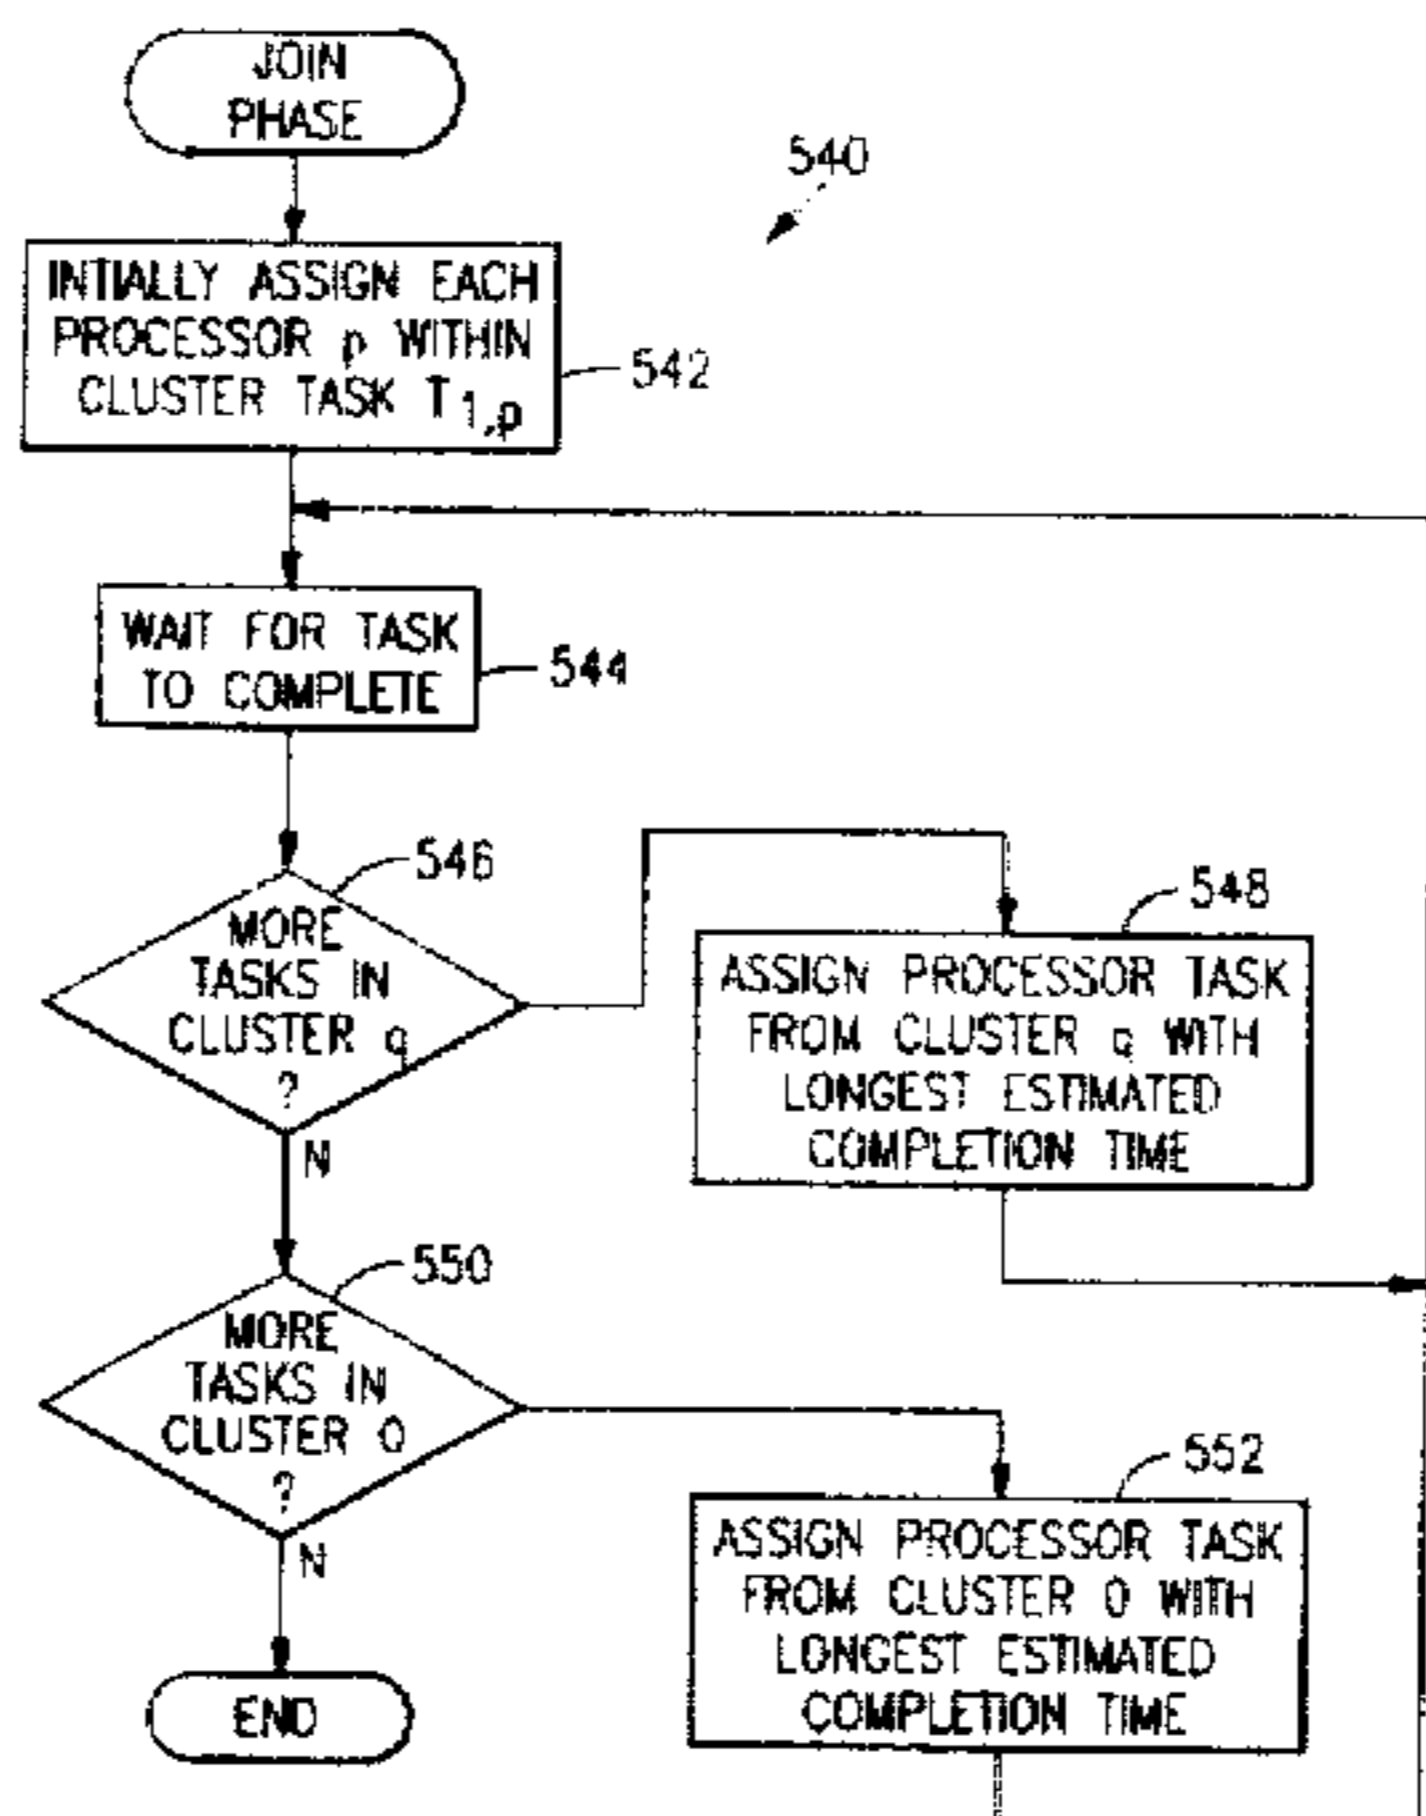 JOIN
PHASE
540
INTIALLY ASSIGN EACH
PROCESSOR p WITHIN
CLUSTER TASK T1,p
542
WAIT FOR TASK
TO COMPLETE
544
546
MORE
TASKS IN
CLUSTER q
?
N
548
ASSIGN PROCESSOR TASK
FROM CLUSTER q WITH
LONGEST ESTIMATED
COMPLETION TIME
550
MORE
TASKS IN
CLUSTER 0
?
N
552
ASSIGN PROCESSOR TASK
FROM CLUSTER 0 WITH
LONGEST ESTIMATED
COMPLETION TIME
END